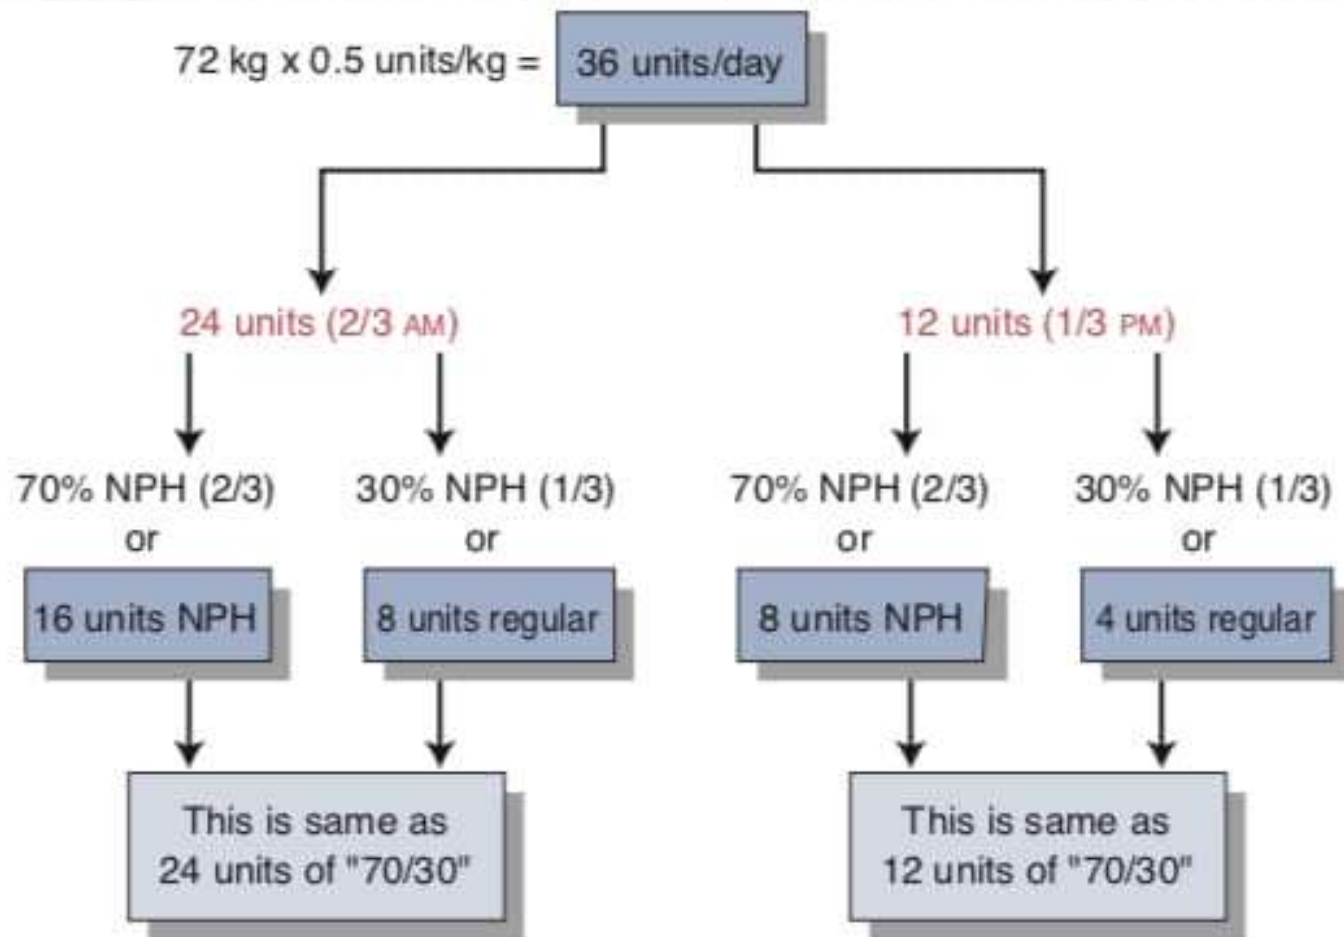 72 kg x 0.5 units/kg = 36 units/day
24 units (2/3 AM)
12 units (1/3 PM)
70% NPH (2/3)
or
16 units NPH
30% NPH (1/3)
or
8 units regular
70% NPH (2/3)
or
8 units NPH
30% NPH (1/3)
or
4 units regular
This is same as
24 units of "70/30"
This is same as
12 units of "70/30"